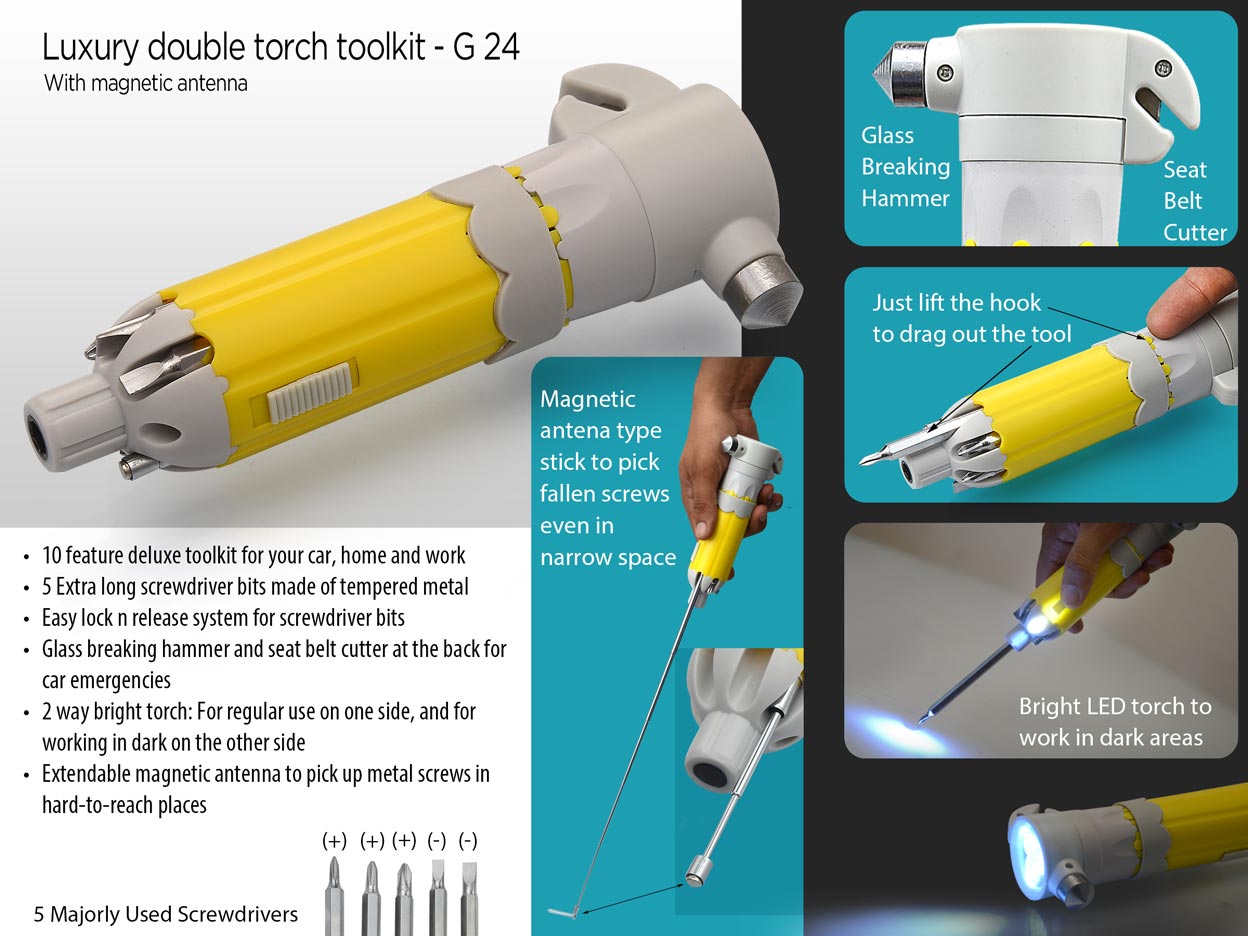 Luxury double torch toolkit - G 24
With magnetic antenna
Glass
Breaking
Hammer
Seat
Belt
Cutter
Just lift the hook
to drag out the tool
Magnetic
antena type
stick to pick
fallen screws
even in
narrow space
Bright LED torch to
work in dark areas
• 10 feature deluxe toolkit for your car, home and work
• 5 Extra long screwdriver bits made of tempered metal
• Easy lock n release system for screwdriver bits
• Glass breaking hammer and seat belt cutter at the back for
car emergencies
• 2 way bright torch: For regular use on one side, and for
working in dark on the other side
• Extendable magnetic antenna to pick up metal screws in
hard-to-reach places
(+) (+) (+) (-) (-)
5 Majorly Used Screwdrivers